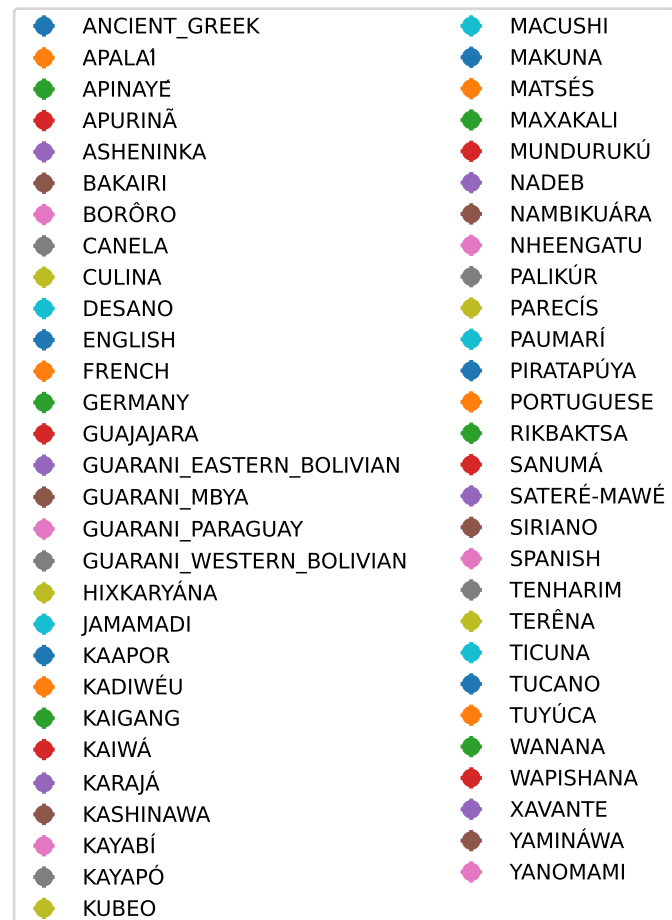 ANCIENT_GREEK
APALAÍ
APINAYÉ
APURINÃ
ASHENINKA
BAKAIRI
BORÔRO
CANELA
CULINA
DESANO
ENGLISH
FRENCH
GERMANY
GUAJAJARA
GUARANI_EASTERN_BOLIVIAN
GUARANI_MBYA
GUARANI_PARAGUAY
GUARANI_WESTERN_BOLIVIAN
HIXKARYÁNA
JAMAMADI
KAAPOR
KADIWÉU
KAIGANG
KAIWÁ
KARAJÁ
KASHINAWA
KAYABÍ
KAYAPÓ
KUBEO
MACUSHI
MAKUNA
MATSÉS
MAXAKALI
MUNDURUKÚ
NADEB
NAMBIKUÁRA
NHEENGATU
PALIKÚR
PARECÍS
PAUMARÍ
PIRATAPÚYA
PORTUGUESE
RIKBAKTSA
SANUMÁ
SATERÉ-MAWÉ
SIRIANO
SPANISH
TENHARIM
TERÊNA
TICUNA
TUCANO
TUYÚCA
WANANA
WAPISHANA
XAVANTE
YAMINÁWA
YANOMAMI